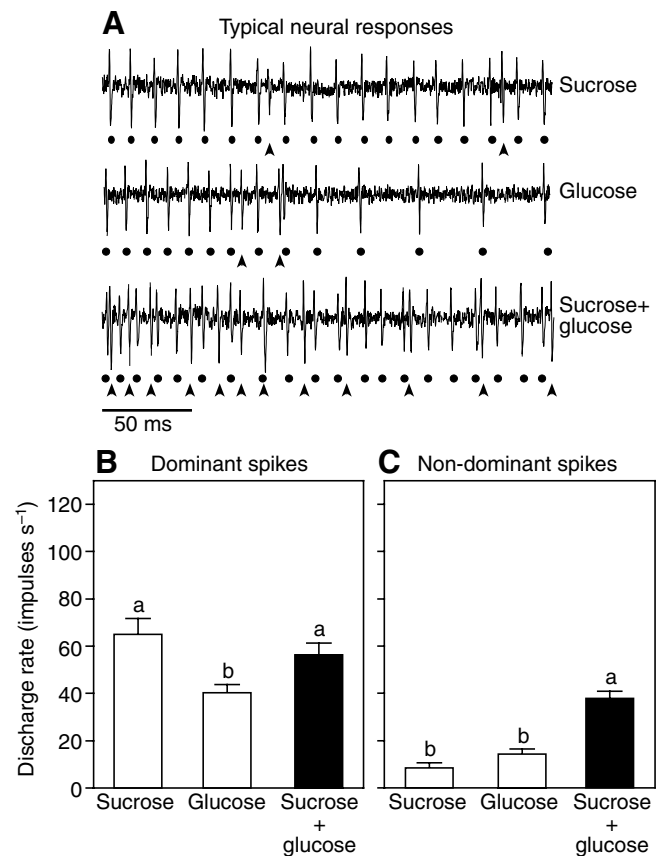 A
Typical neural responses
Sucrose
Glucose
Sucrose+
glucose
50 ms
B
Dominant spikes
C
Non-dominant spikes
Discharge rate (impulses s⁻¹)
120
100
80
60
40
20
0
a
b
a
b
b
a
Sucrose
Glucose
Sucrose
+
glucose
Sucrose
Glucose
Sucrose
+
glucose